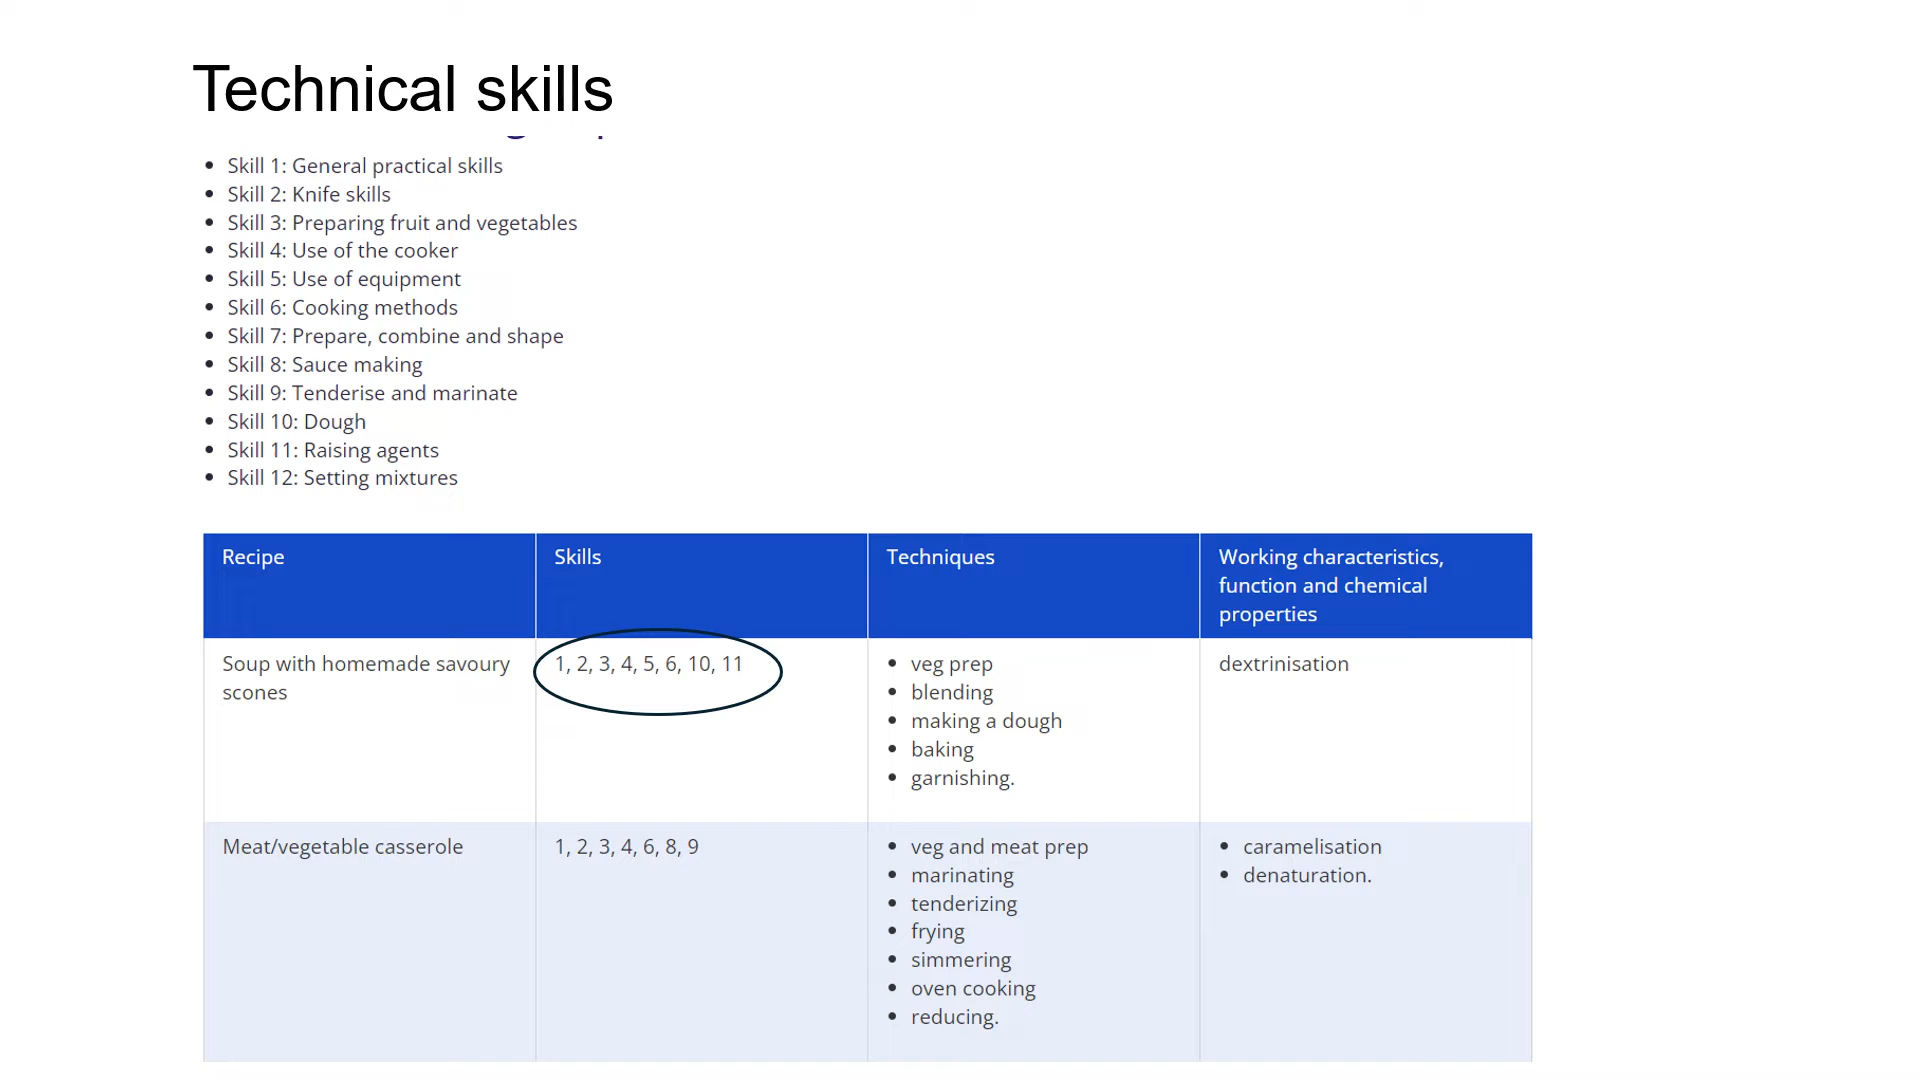 Technical skills
Skill 1: General practical skills
Skill 2: Knife skills
Skill 3: Preparing fruit and vegetables
Skill 4: Use of the cooker
Skill 5: Use of equipment
Skill 6: Cooking methods
Skill 7: Prepare, combine and shape
Skill 8: Sauce making
Skill 9: Tenderise and marinate
Skill 10: Dough
Skill 11: Raising agents
Skill 12: Setting mixtures
Recipe
Skills
Techniques
Working characteristics,
function and chemical
properties
Soup with homemade savoury
scones
1, 2, 3, 4, 5, 6, 10, 11
veg prep
blending
making a dough
baking
garnishing.
dextrinisation
Meat/vegetable casserole
1, 2, 3, 4, 6, 8, 9
veg and meat prep
marinating
tenderizing
frying
simmering
oven cooking
reducing.
caramelisation
denaturation.